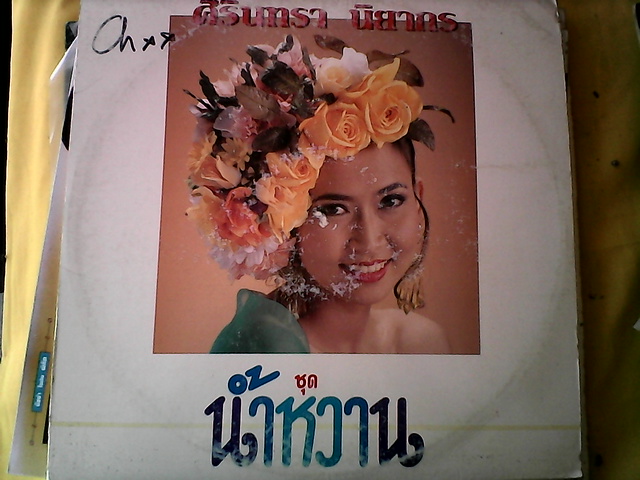 ศิรินทรา นิยากร
Ch xx
ชุด
น้ำหวาน